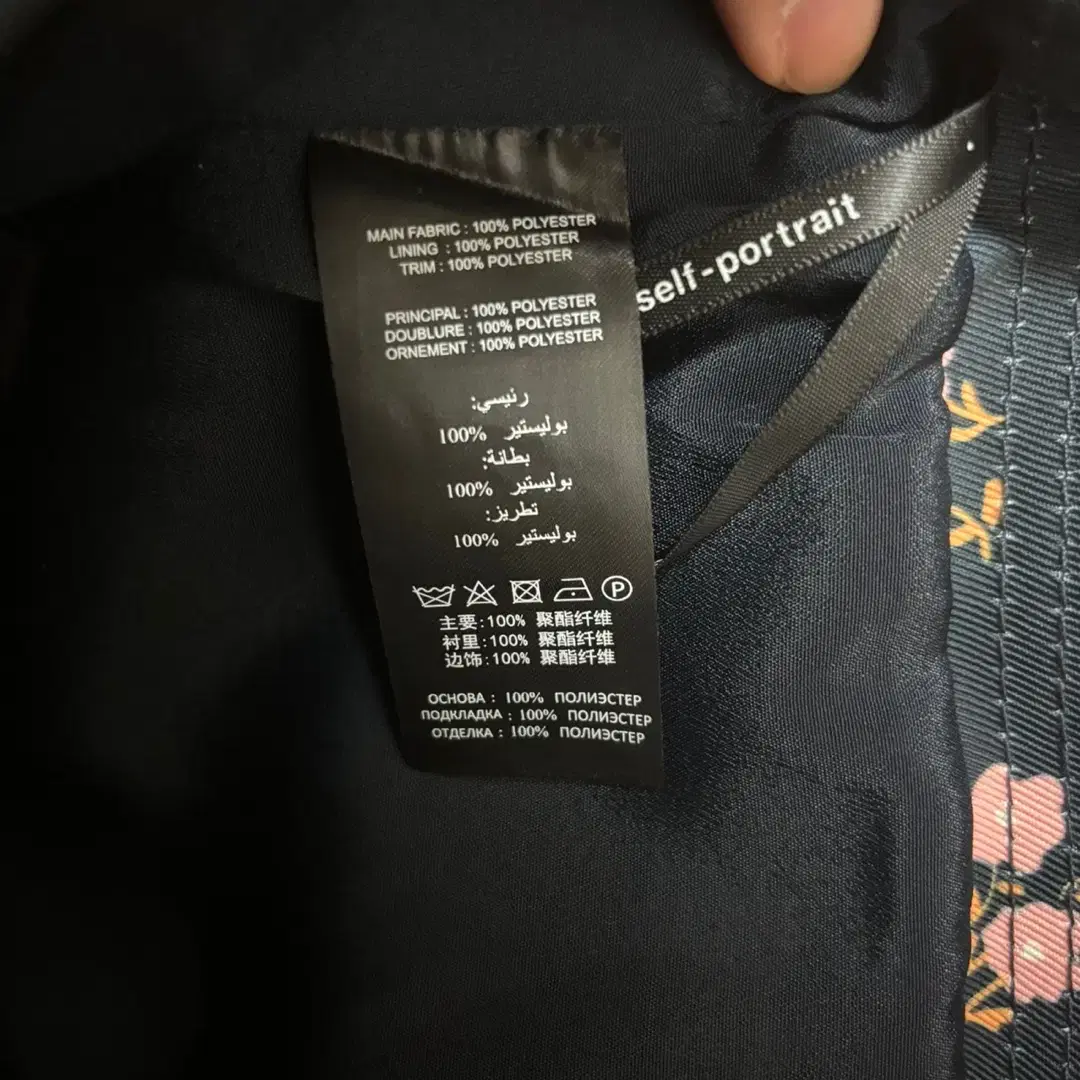 MAIN FABRIC : 100% POLYESTER
LINING : 100% POLYESTER
TRIM : 100% POLYESTER
PRINCIPAL : 100% POLYESTER
DOUBLURE : 100% POLYESTER
ORNEMENT : 100% POLYESTER
رئيسي:
بوليستير 100%
بطانة:
بوليستير 100%
تطريز:
بوليستير 100%
P
主要:100% 聚酯纤维
衬里:100% 聚酯纤维
边饰:100% 聚酯纤维
ОСНОВА : 100% ПОЛИЭСТЕР
ПОДКЛАДКА : 100% ПОЛИЭСТЕР
ОТДЕЛКА : 100% ПОЛИЭСТЕР
self-portrait